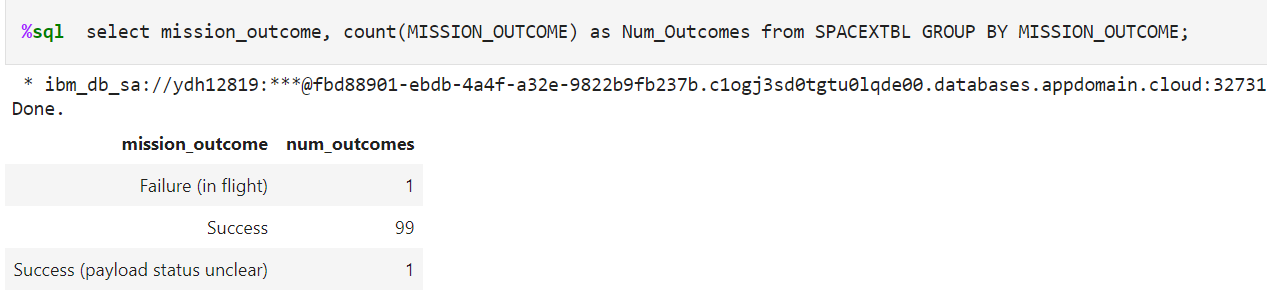 %sql select mission_outcome, count(MISSION_OUTCOME) as Num_Outcomes from SPACEXTBL GROUP BY MISSION_OUTCOME;
* ibm_db_sa://ydh12819:***@fbd88901-ebdb-4a4f-a32e-9822b9fb237b.c1ogj3sd0tgtu0lqde00.databases.appdomain.cloud:32731
Done.
mission_outcome num_outcomes
Failure (in flight) 1
Success 99
Success (payload status unclear) 1